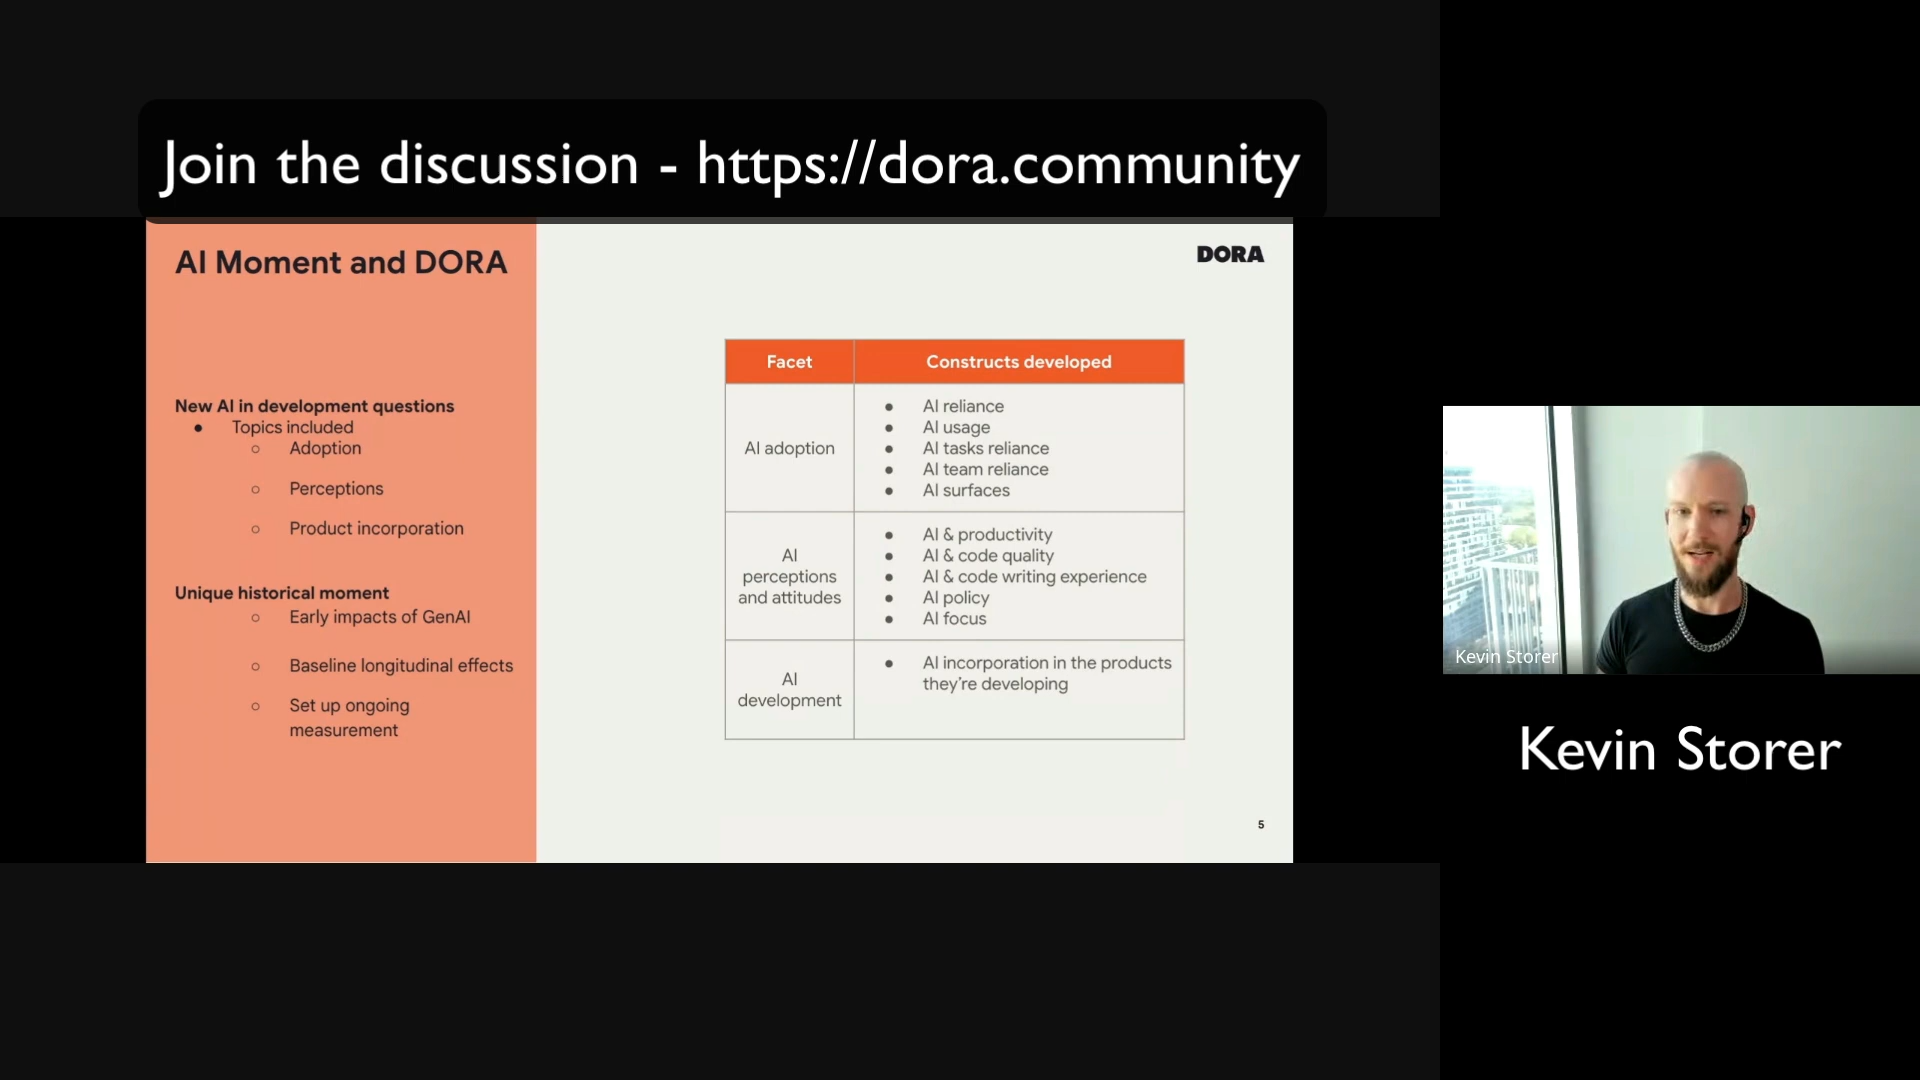 Join the discussion - https://dora.community
AI Moment and DORA
DORA
New AI in development questions
● Topics included
○ Adoption
○ Perceptions
○ Product incorporation
Unique historical moment
○ Early impacts of GenAI
○ Baseline longitudinal effects
○ Set up ongoing
measurement
Facet
Constructs developed
AI adoption
● AI reliance
● AI usage
● AI tasks reliance
● AI team reliance
● AI surfaces
AI
perceptions
and attitudes
● AI & productivity
● AI & code quality
● AI & code writing experience
● AI policy
● AI focus
AI
development
● AI incorporation in the products
they’re developing
5
Kevin Storer
Kevin Storer